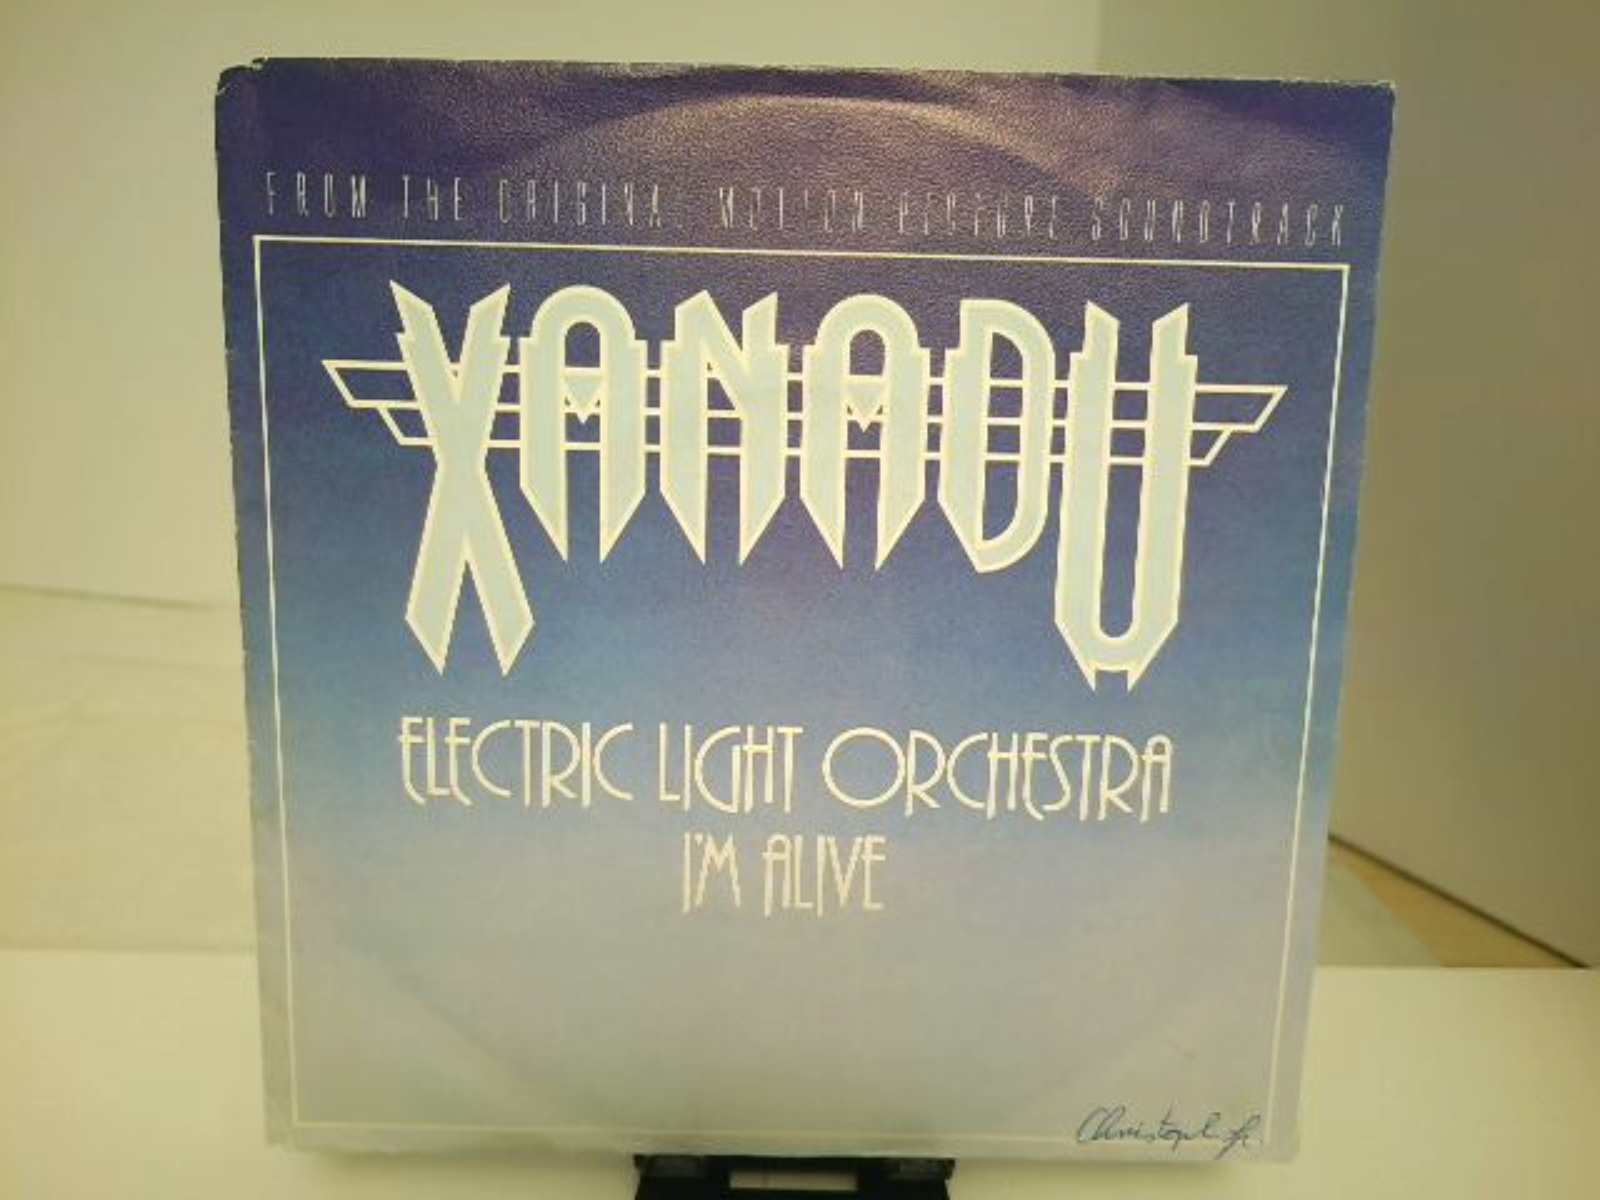 FROM THE ORIGINAL MOTION PICTURE SOUNDTRACK
XANADU
ELECTRIC LIGHT ORCHESTRA
I'M ALIVE